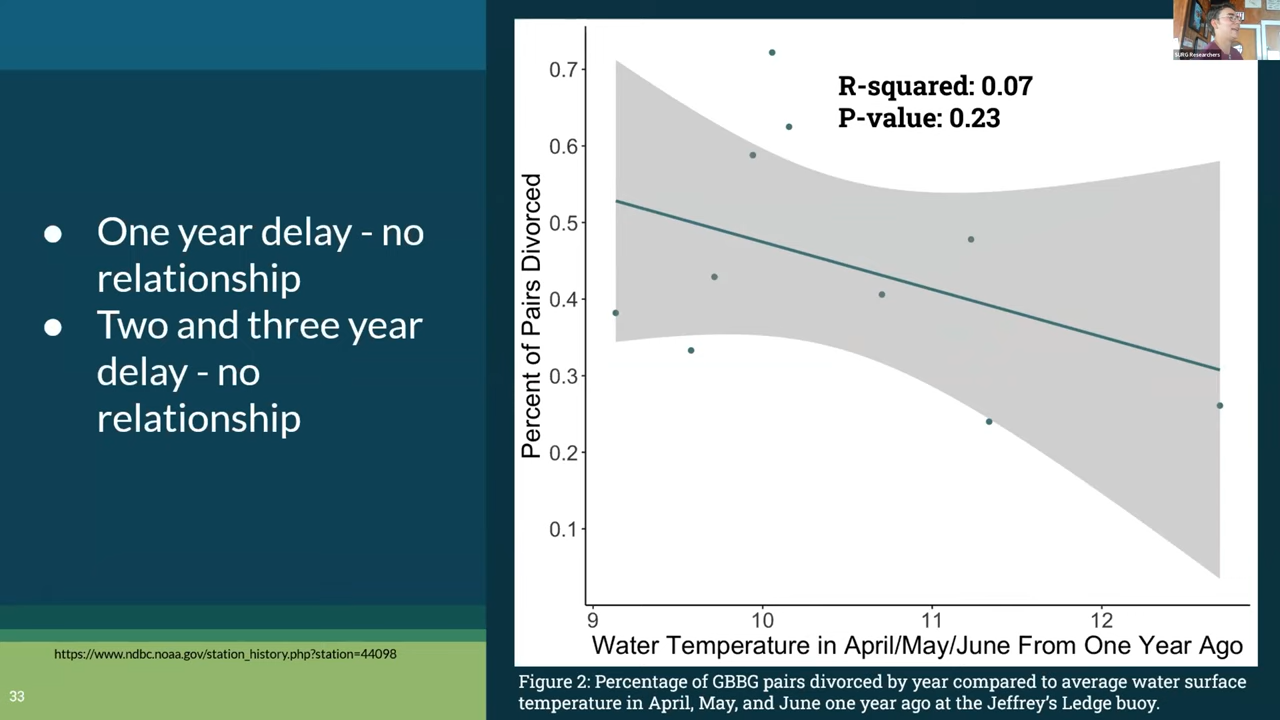 ● One year delay - no
relationship
● Two and three year
delay - no
relationship
https://www.ndbc.noaa.gov/station_history.php?station=44098
33
R-squared: 0.07
P-value: 0.23
Percent of Pairs Divorced
0.7
0.6
0.5
0.4
0.3
0.2
0.1
9 10 11 12
Water Temperature in April/May/June From One Year Ago
Figure 2: Percentage of GBBG pairs divorced by year compared to average water surface
temperature in April, May, and June one year ago at the Jeffrey's Ledge buoy.
SURG Researchers